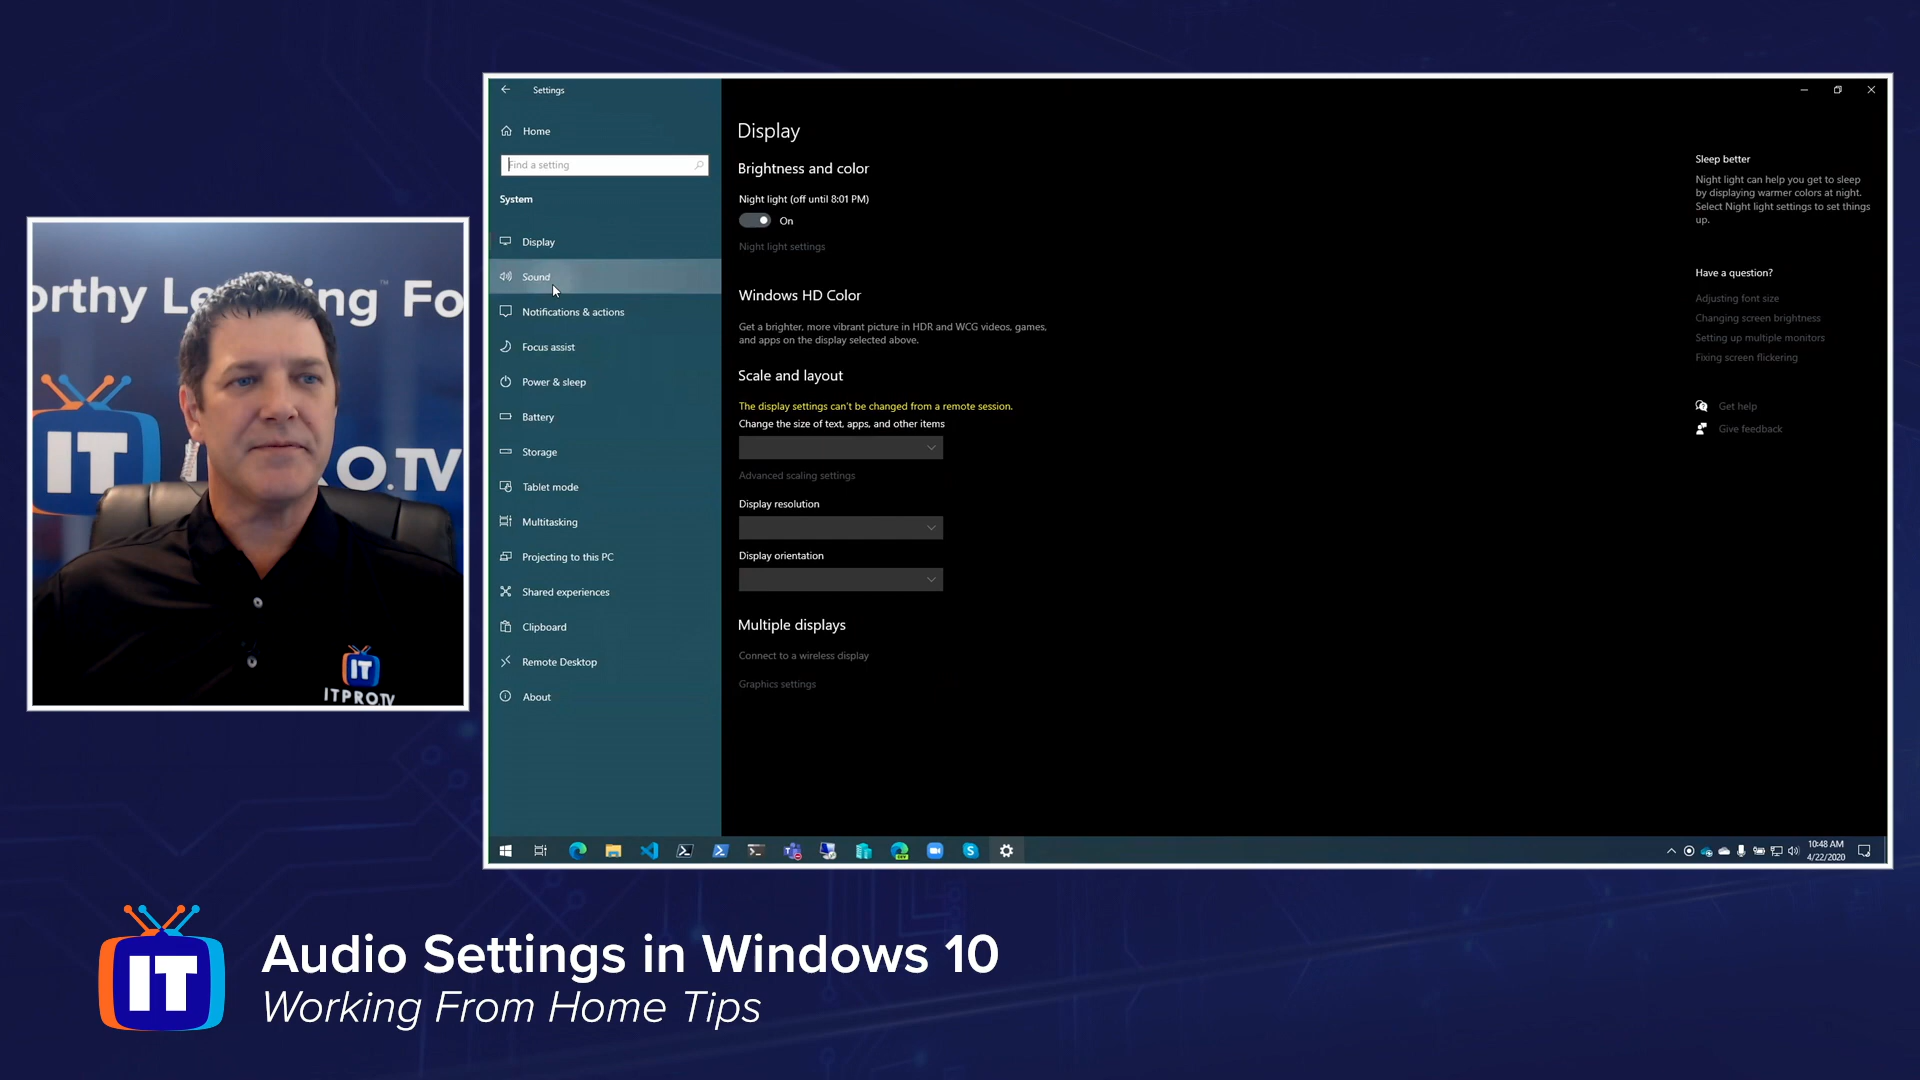 Settings
Home
Find a setting
System
Display
Sound
Notifications & actions
Focus assist
Power & sleep
Battery
Storage
Tablet mode
Multitasking
Projecting to this PC
Shared experiences
Clipboard
Remote Desktop
About
Display
Brightness and color
Night light (off until 8:01 PM)
On
Night light settings
Windows HD Color
Get a brighter, more vibrant picture in HDR and WCG videos, games,
and apps on the display selected above.
Scale and layout
The display settings can't be changed from a remote session.
Change the size of text, apps, and other items
Advanced scaling settings
Display resolution
Display orientation
Multiple displays
Connect to a wireless display
Graphics settings
Sleep better
Night light can help you get to sleep
by displaying warmer colors at night.
Select Night light settings to set things
up.
Have a question?
Adjusting font size
Changing screen brightness
Setting up multiple monitors
Fixing screen flickering
Get help
Give feedback
10:48 AM
4/22/2020
IT
ITPRO.TV
IT
Audio Settings in Windows 10
Working From Home Tips